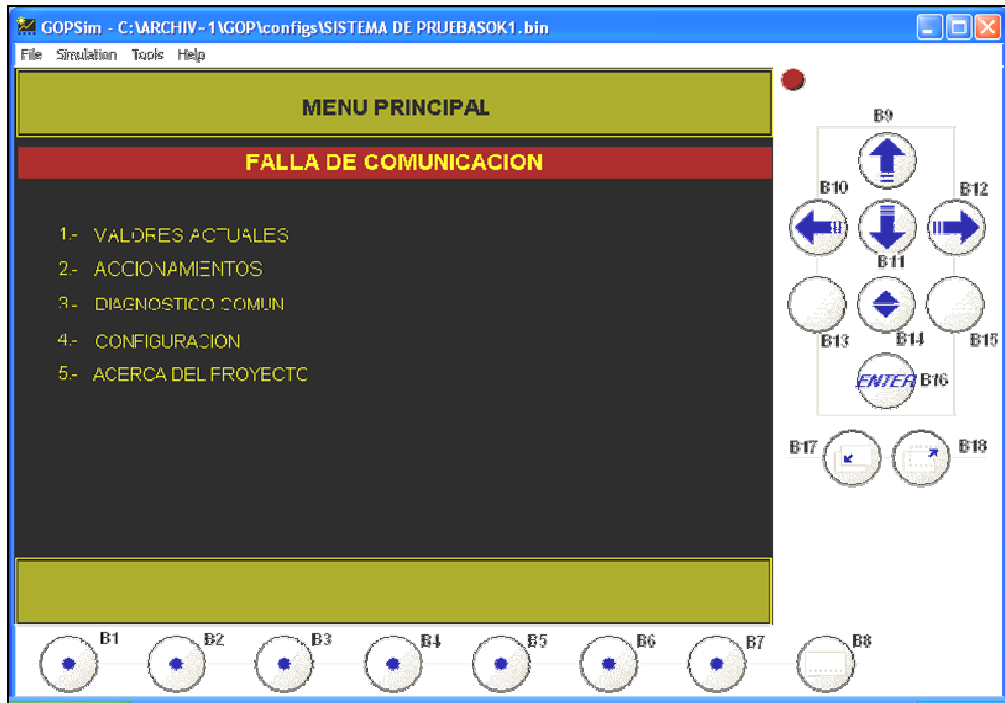 GOPSim - C:\ARCHIV~1\GOP\configs\SISTEMA DE PRUEBASOK1.bin
File Simulation Tools Help
MENU PRINCIPAL
FALLA DE COMUNICACION
1.- VALORES ACTUALES
2.- ACCIONAMIENTOS
3.- DIAGNOSTICO COMUN
4.- CONFIGURACION
5.- ACERCA DEL PROYECTO
B9
B10 B12
B11
B13 B14 B15
ENTER B16
B17 B18
B1 B2 B3 B4 B5 B6 B7 B8